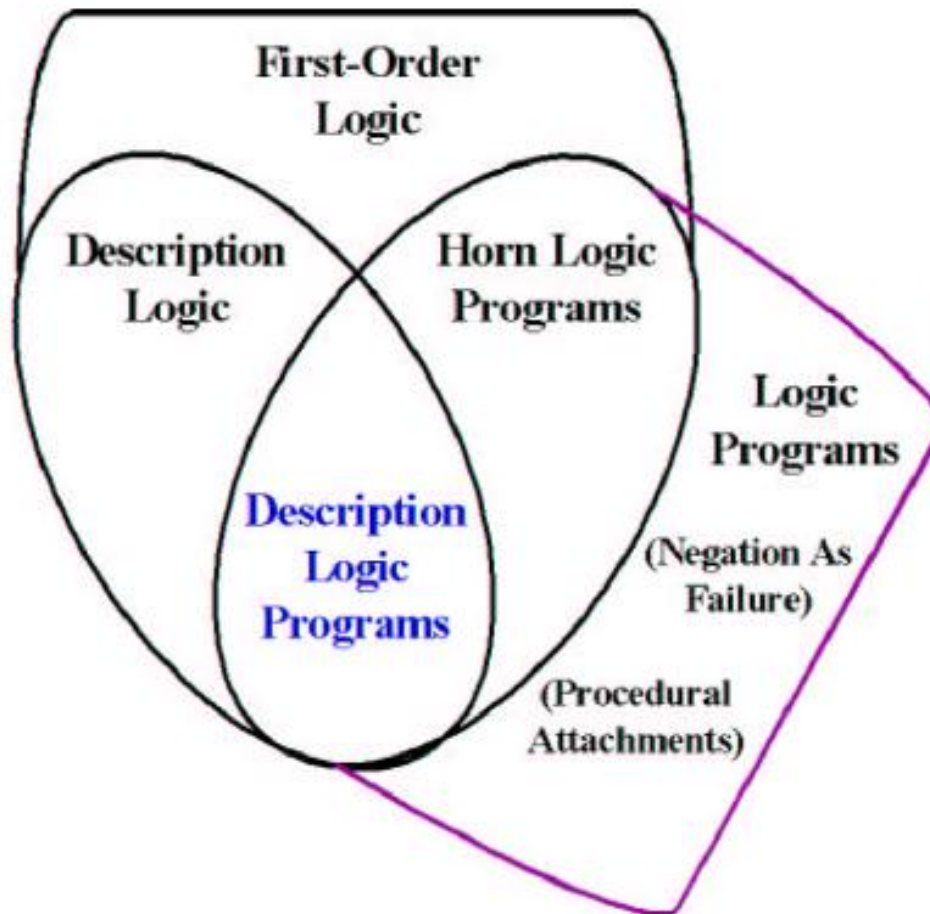 First-Order
Logic
Description
Logic
Horn Logic
Programs
Logic
Programs
Description
Logic
Programs
(Negation As
Failure)
(Procedural
Attachments)